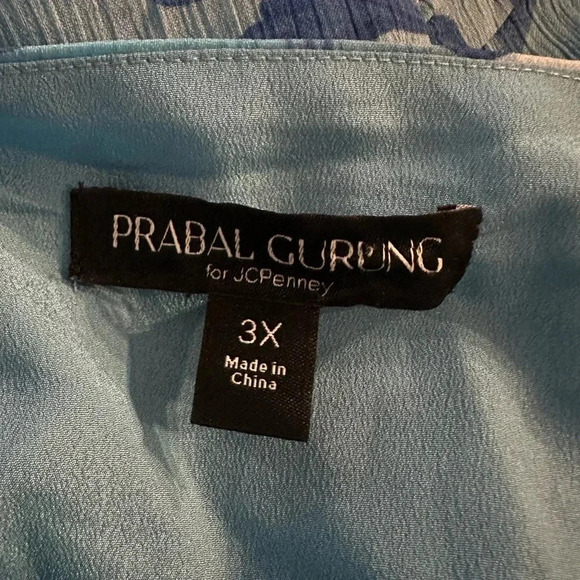 PRABAL GURUNG
for JCPenney
3X
Made in
China